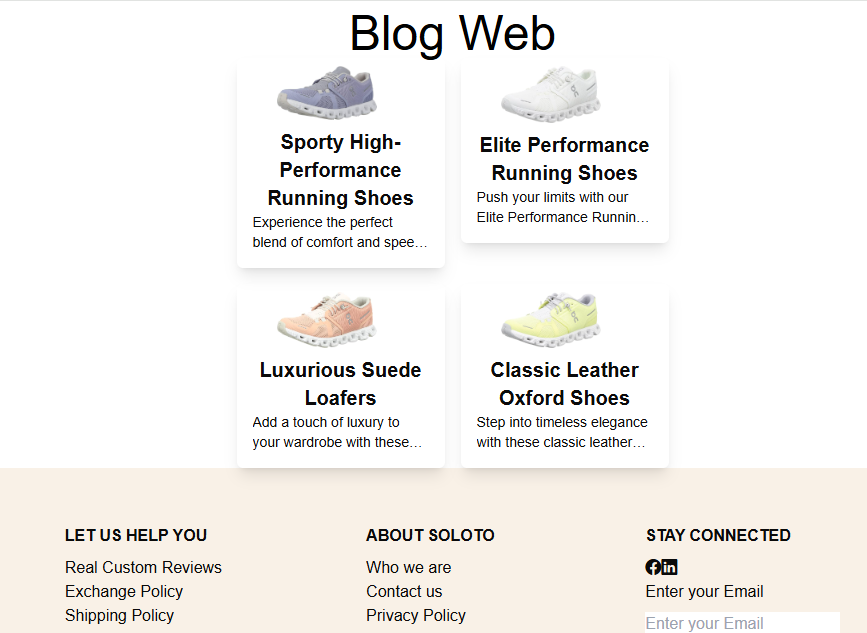 Blog Web
Sporty High-
Performance
Running Shoes
Experience the perfect
blend of comfort and spee…
Elite Performance
Running Shoes
Push your limits with our
Elite Performance Runnin…
Luxurious Suede
Loafers
Add a touch of luxury to
your wardrobe with these…
Classic Leather
Oxford Shoes
Step into timeless elegance
with these classic leather…
LET US HELP YOU
Real Custom Reviews
Exchange Policy
Shipping Policy
ABOUT SOLOTO
Who we are
Contact us
Privacy Policy
STAY CONNECTED
Enter your Email
Enter your Email